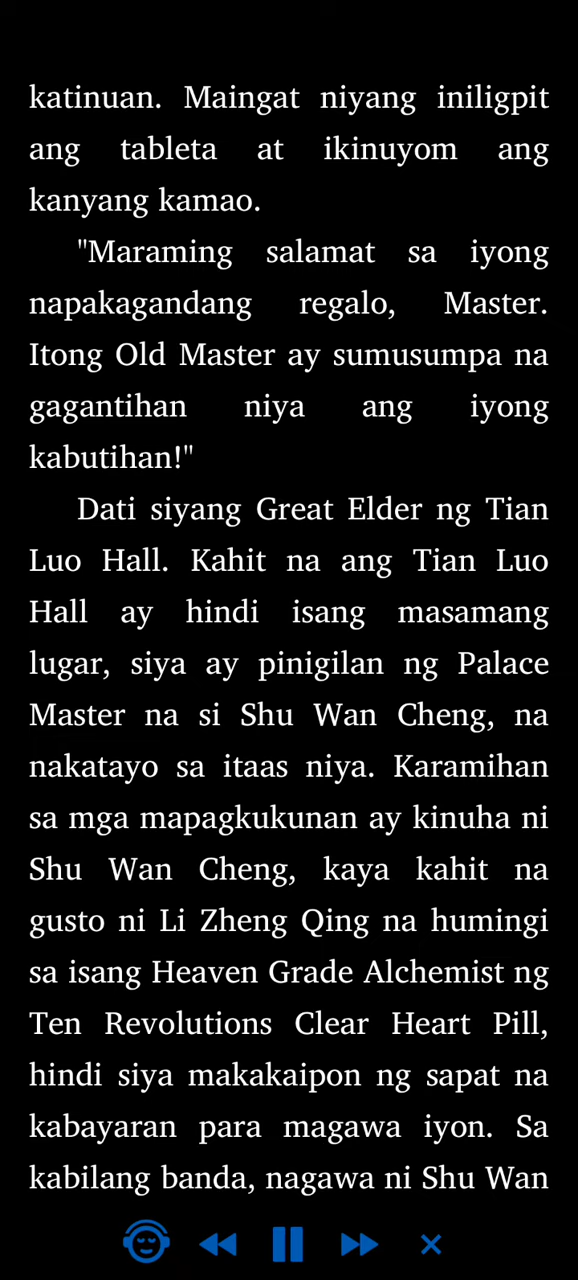 katinuan. Maingat niyang iniligpit
ang tableta at ikinuyom ang
kanyang kamao.
"Maraming salamat sa iyong
napakagandang regalo, Master.
Itong Old Master ay sumusumpa na
gagantihan niya ang iyong
kabutihan!"
Dati siyang Great Elder ng Tian
Luo Hall. Kahit na ang Tian Luo
Hall ay hindi isang masamang
lugar, siya ay pinigilan ng Palace
Master na si Shu Wan Cheng, na
nakatayo sa itaas niya. Karamihan
sa mga mapagkukunan ay kinuha ni
Shu Wan Cheng, kaya kahit na
gusto ni Li Zheng Qing na humingi
sa isang Heaven Grade Alchemist ng
Ten Revolutions Clear Heart Pill,
hindi siya makakaipon ng sapat na
kabayaran para magawa iyon. Sa
kabilang banda, nagawa ni Shu Wan